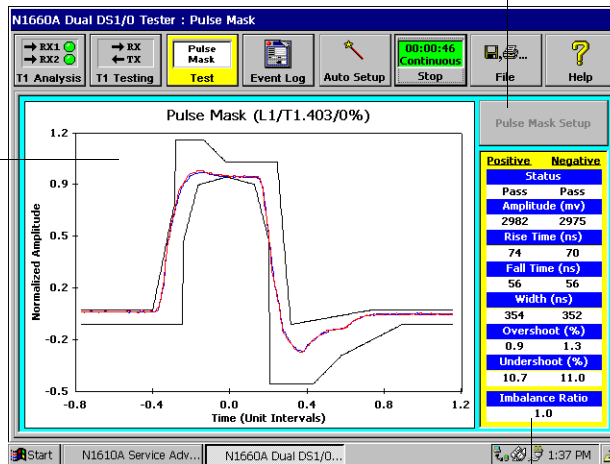 N1660A Dual DS1/0 Tester : Pulse Mask
RX1
RX2
T1 Analysis
RX
TX
T1 Testing
Pulse
Mask
Test
Event Log
Auto Setup
00:00:46
Continuous
Stop
File
Help
Pulse Mask (L1/T1.403/0%)
Pulse Mask Setup
1.2
0.9
0.5
0.2
-0.2
-0.5
Normalized Amplitude
-0.8 -0.4 0.0 0.4 0.8 1.2
Time (Unit Intervals)
Positive Negative
Status
Pass Pass
Amplitude (mv)
2982 2975
Rise Time (ns)
74 70
Fall Time (ns)
56 56
Width (ns)
354 352
Overshoot (%)
0.9 1.3
Undershoot (%)
10.7 11.0
Imbalance Ratio
1.0
Start N1610A Service Adv... N1660A Dual DS1/0... 1:37 PM